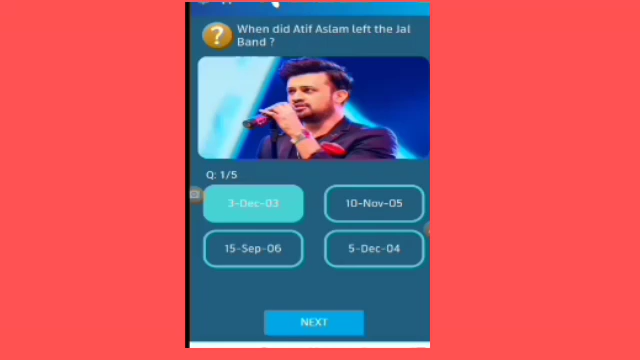 When did Atif Aslam left the Jal
Band ?
Q: 1/5
3-Dec-03
10-Nov-05
15-Sep-06
5-Dec-04
NEXT